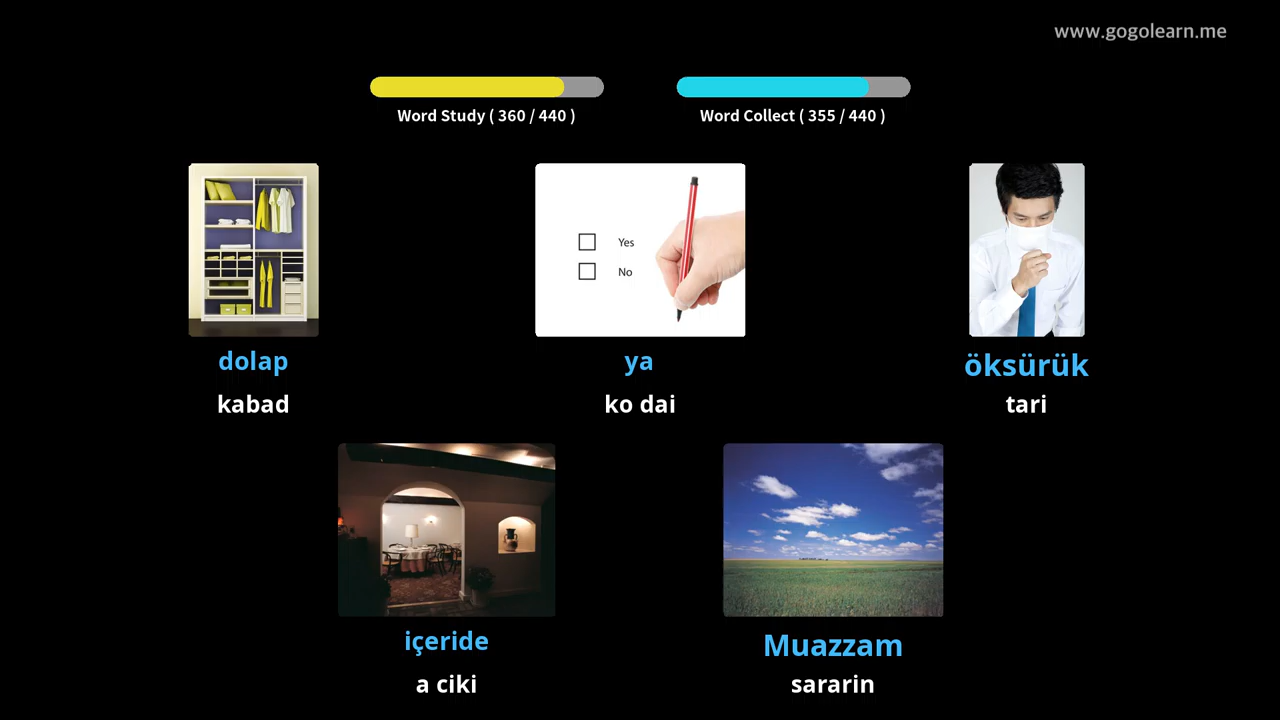 www.gogolearn.me
Word Study ( 360 / 440 )
Word Collect ( 355 / 440 )
Yes
No
dolap
ya
öksürük
kabad
ko dai
tari
içeride
Muazzam
a ciki
sararin